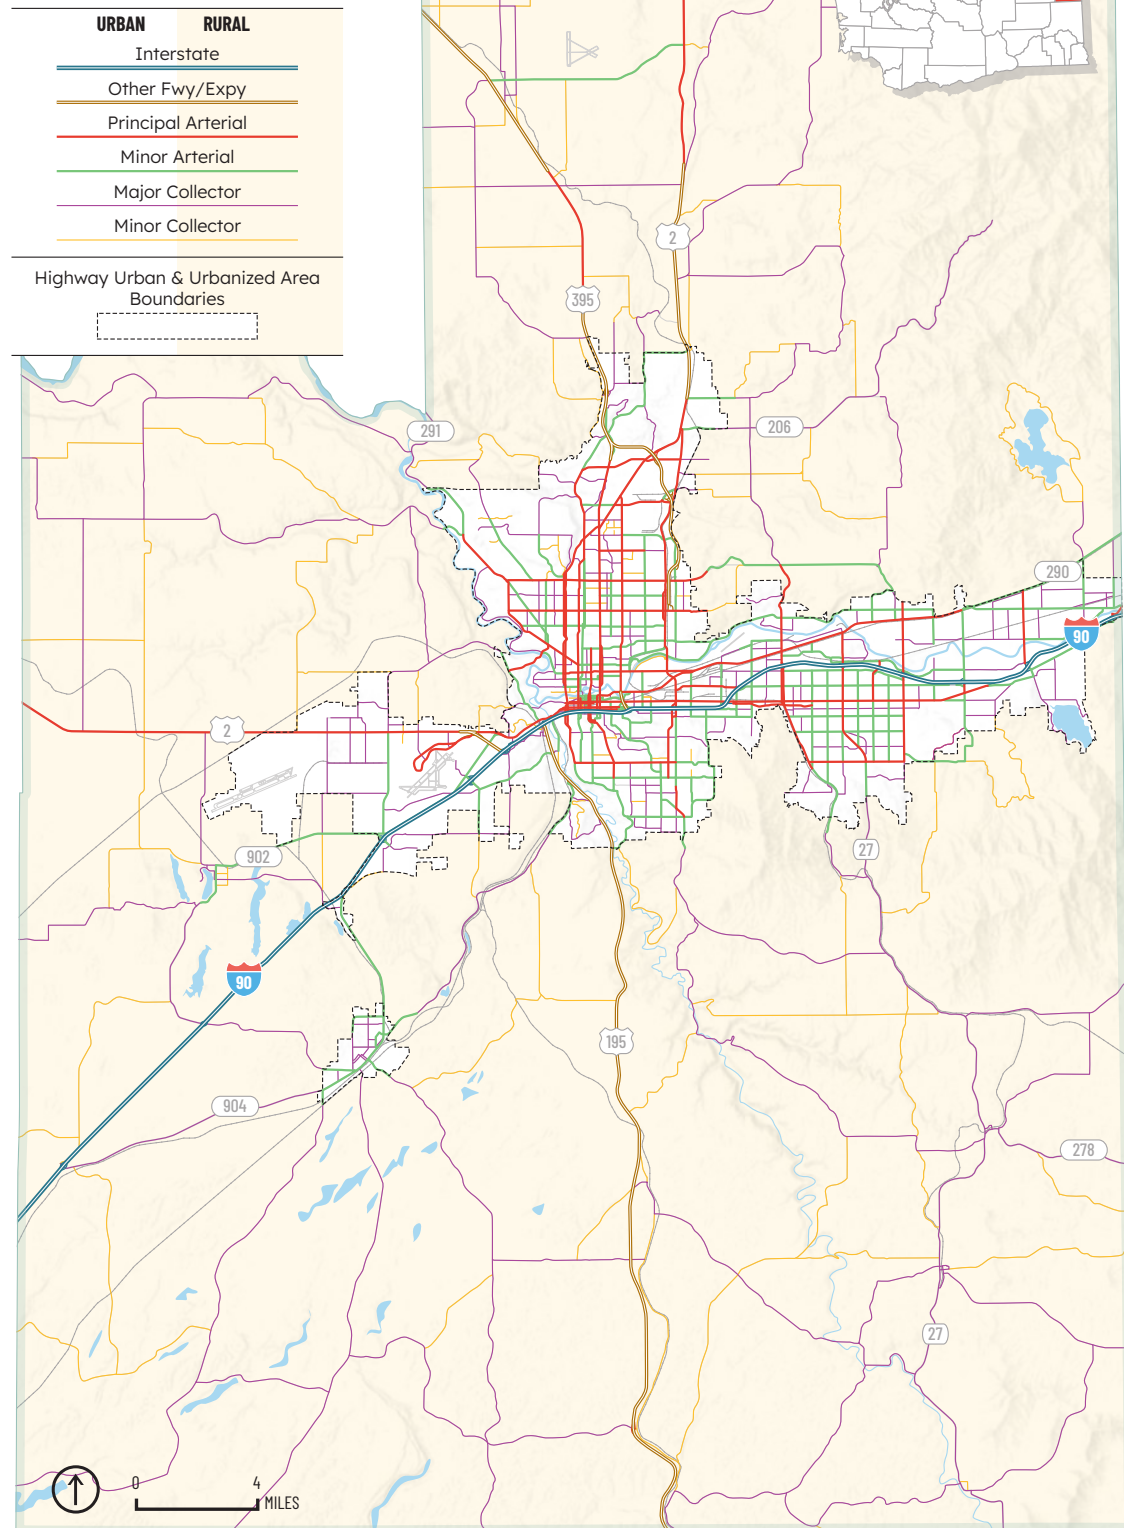 URBAN RURAL
Interstate
Other Fwy/Expy
Principal Arterial
Minor Arterial
Major Collector
Minor Collector
Highway Urban & Urbanized Area
Boundaries
2
395
291
206
290
90
2
902
27
90
195
904
278
27
0 4
MILES